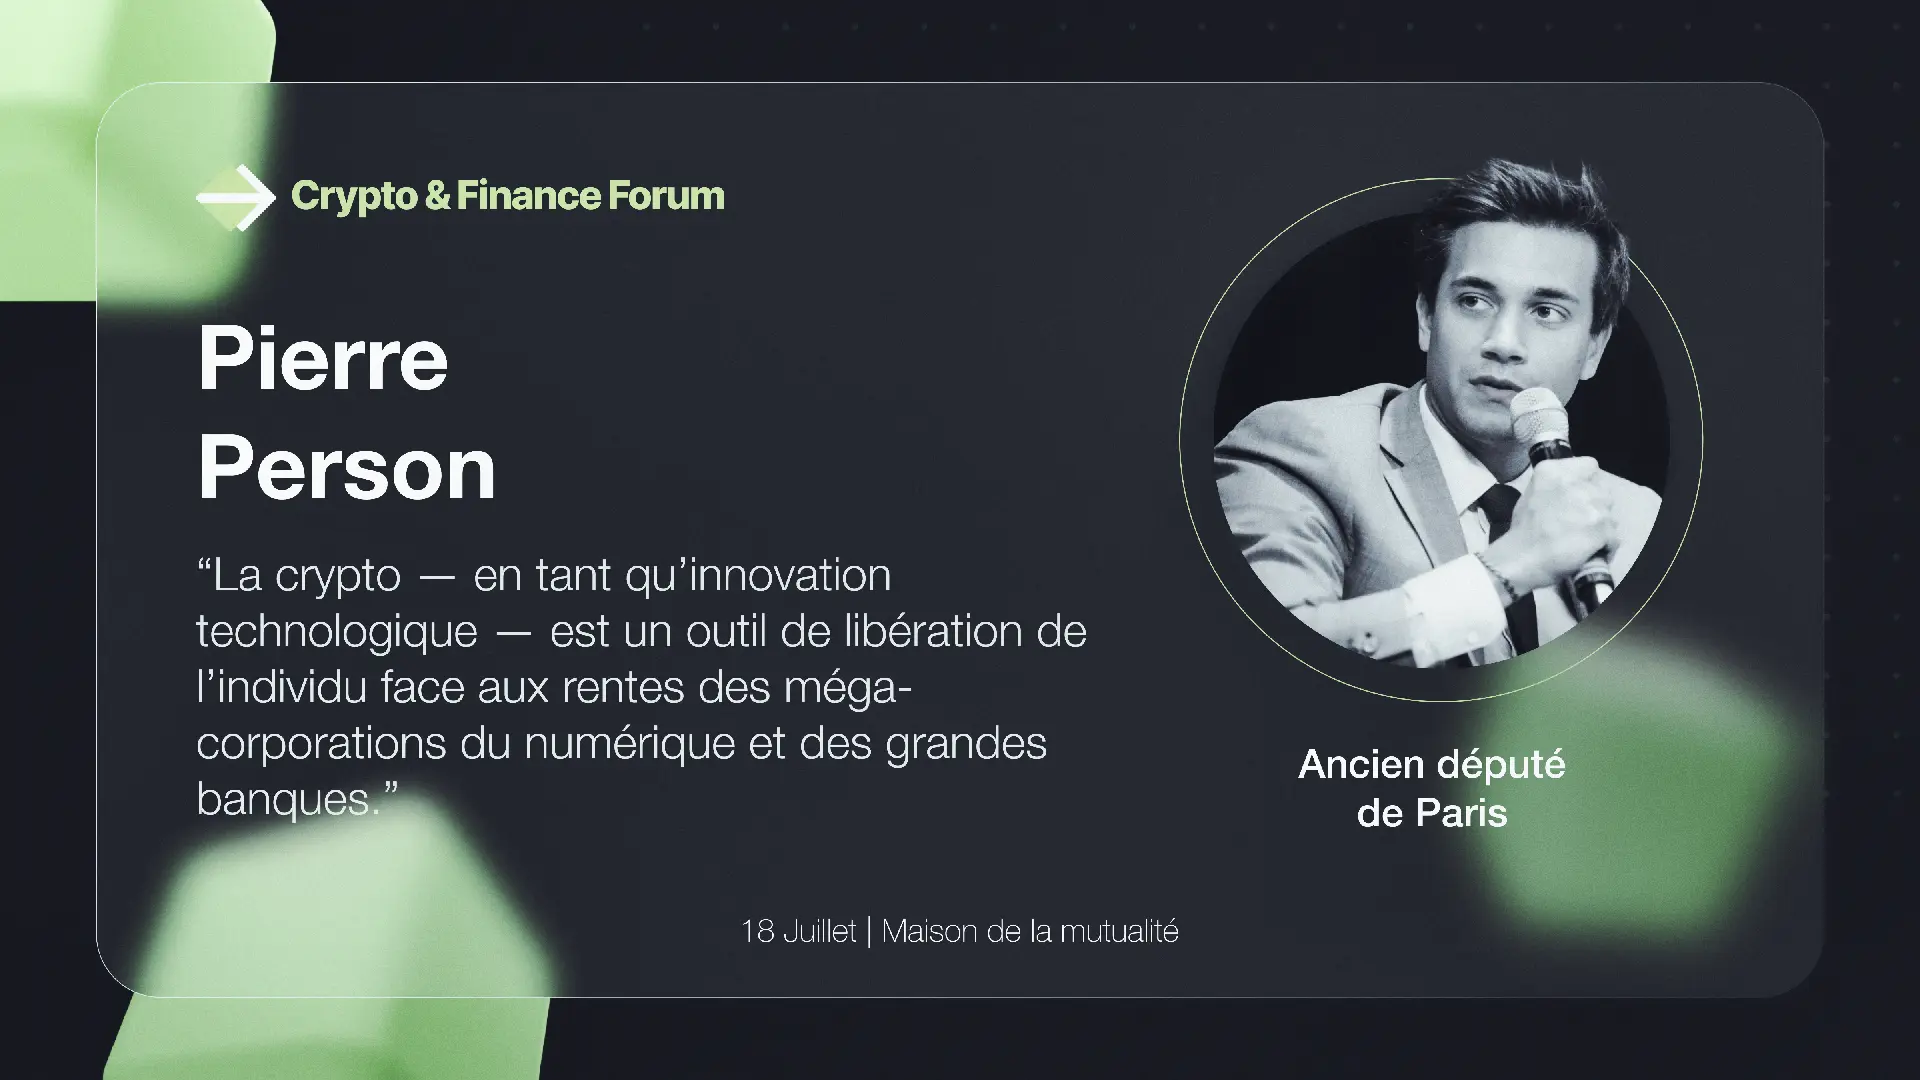 Crypto & Finance Forum
Pierre
Person
“La crypto — en tant qu’innovation
technologique — est un outil de libération de
l’individu face aux rentes des méga-
corporations du numérique et des grandes
banques.”
Ancien député
de Paris
18 Juillet | Maison de la mutualité